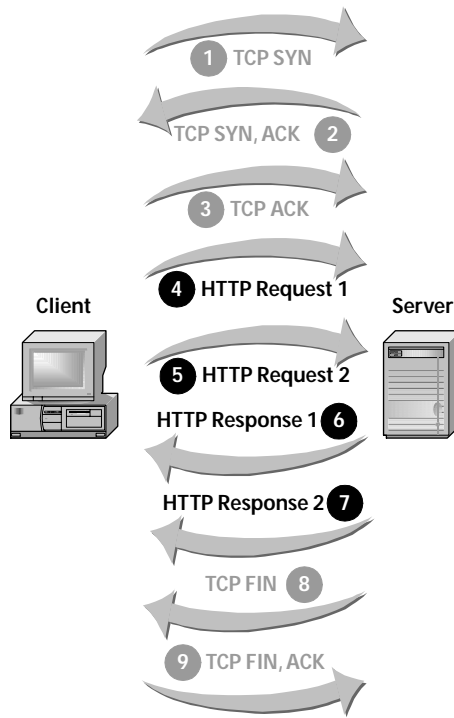 1 TCP SYN
TCP SYN, ACK 2
3 TCP ACK
4 HTTP Request 1
Client
Server
5 HTTP Request 2
HTTP Response 1 6
HTTP Response 2 7
TCP FIN 8
9 TCP FIN, ACK